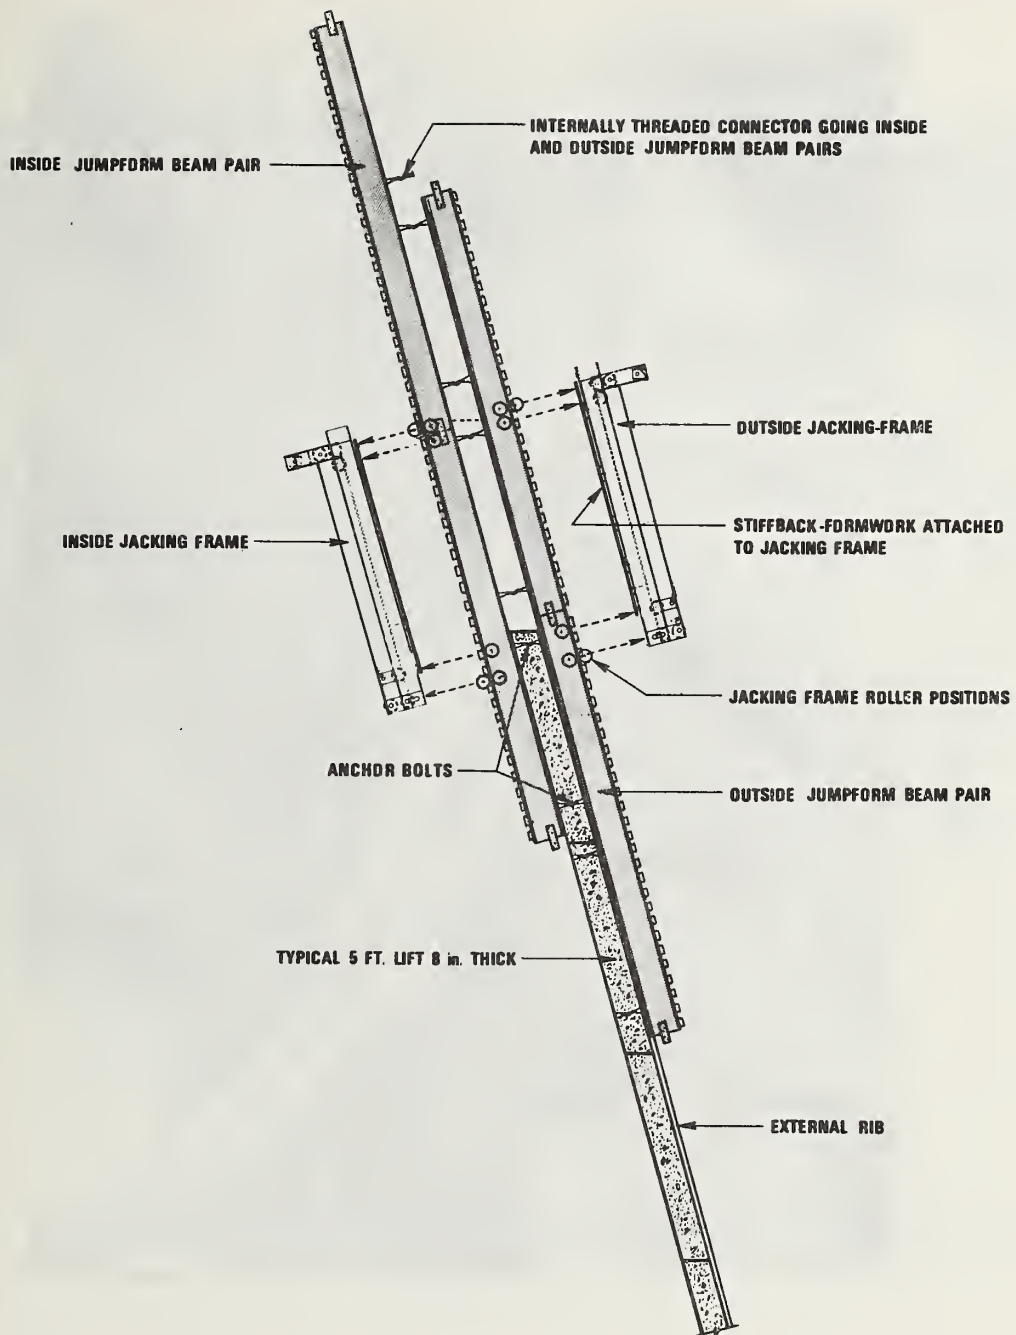 INTERNALLY THREADED CONNECTOR GOING INSIDE
AND OUTSIDE JUMPFORM BEAM PAIRS
INSIDE JUMPFORM BEAM PAIR
OUTSIDE JACKING-FRAME
STIFFBACK-FORMWORK ATTACHED
TO JACKING FRAME
INSIDE JACKING FRAME
JACKING FRAME ROLLER POSITIONS
ANCHOR BOLTS
OUTSIDE JUMPFORM BEAM PAIR
TYPICAL 5 FT. LIFT 8 in. THICK
EXTERNAL RIB